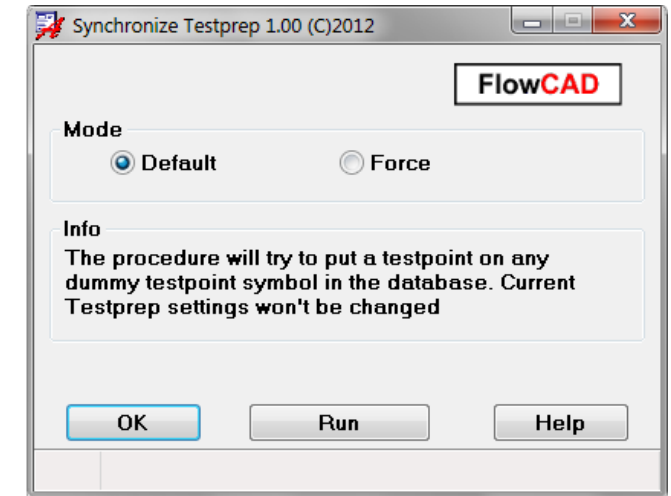 Synchronize Testprep 1.00 (C)2012
FlowCAD
Mode
Default Force
Info
The procedure will try to put a testpoint on any
dummy testpoint symbol in the database. Current
Testprep settings won't be changed
OK Run Help